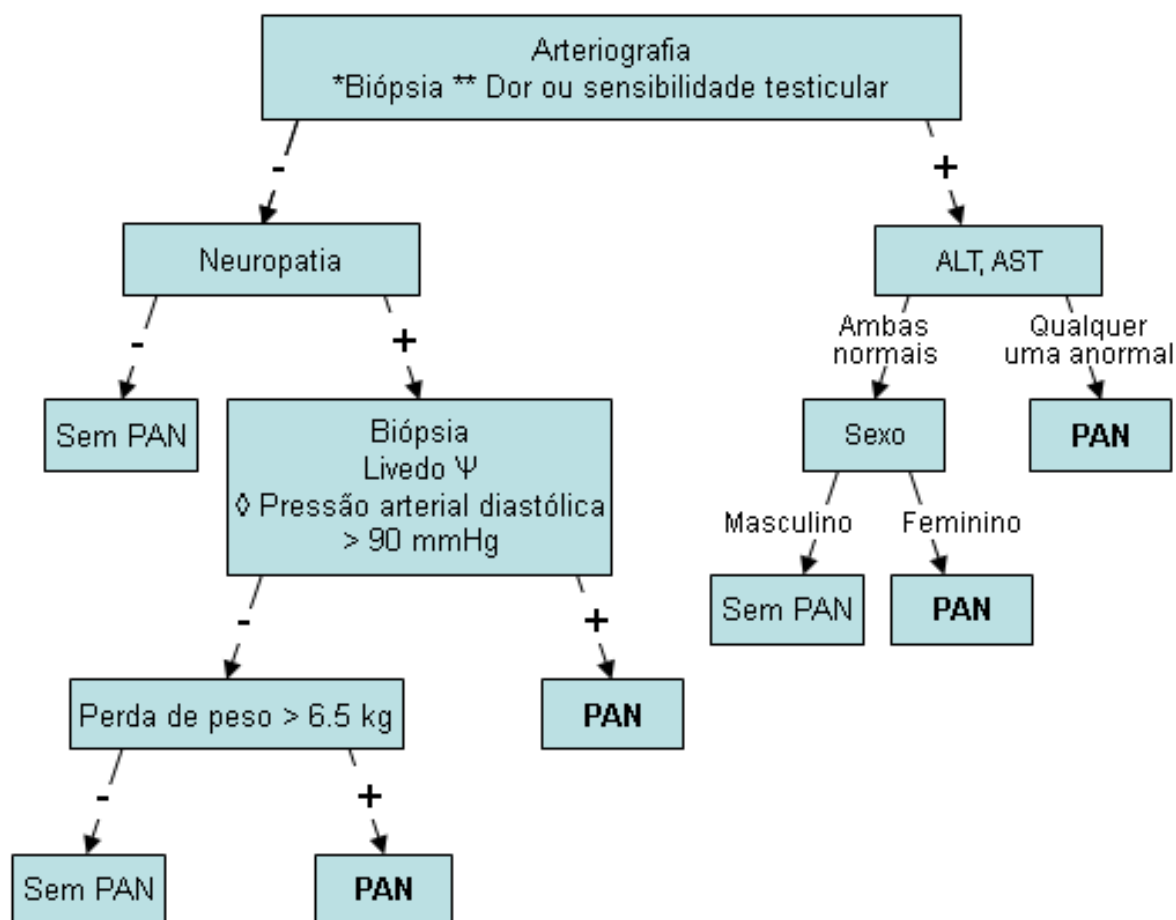 Arteriografia
*Biópsia ** Dor ou sensibilidade testicular
-
+
Neuropatia
ALT, AST
-
+
Ambas
normais
Qualquer
uma anormal
Sem PAN
Biópsia
Livedo Ψ
◊ Pressão arterial diastólica
> 90 mmHg
Sexo
PAN
Masculino
Feminino
Sem PAN
PAN
-
+
Perda de peso > 6.5 kg
PAN
-
+
Sem PAN
PAN